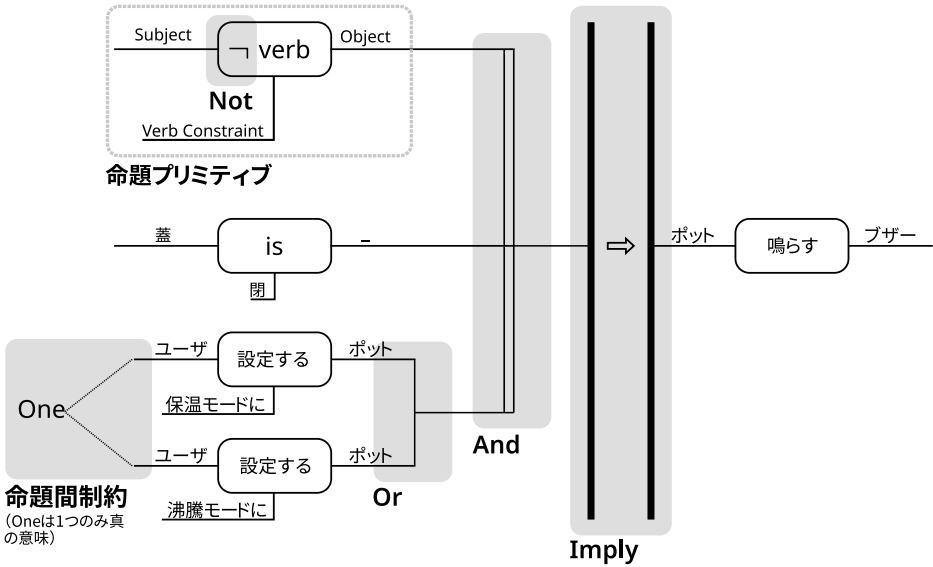 Subject
¬ verb
Object
Not
Verb Constraint
命題プリミティブ
蓋
is
–
閉
⇨
ポット
鳴らす
ブザー
One
ユーザ
設定する
ポット
保温モードに
ユーザ
設定する
ポット
沸騰モードに
命題間制約
（Oneは1つのみ真
の意味）
Or
And
Imply